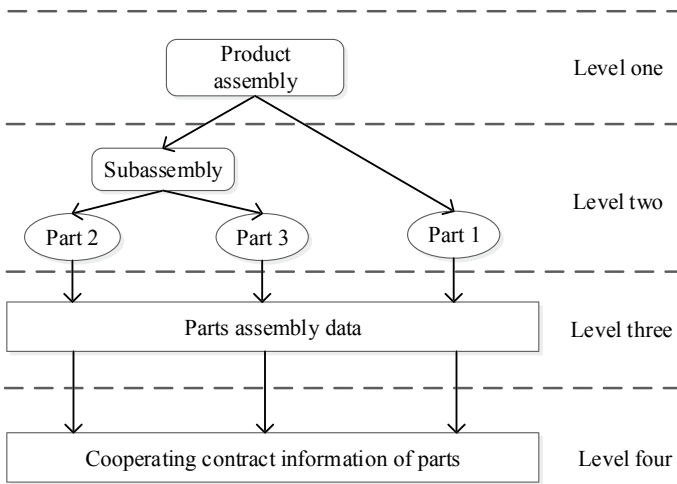 Product
assembly
Level one
Subassembly
Level two
Part 2
Part 3
Part 1
Parts assembly data
Level three
Cooperating contract information of parts
Level four